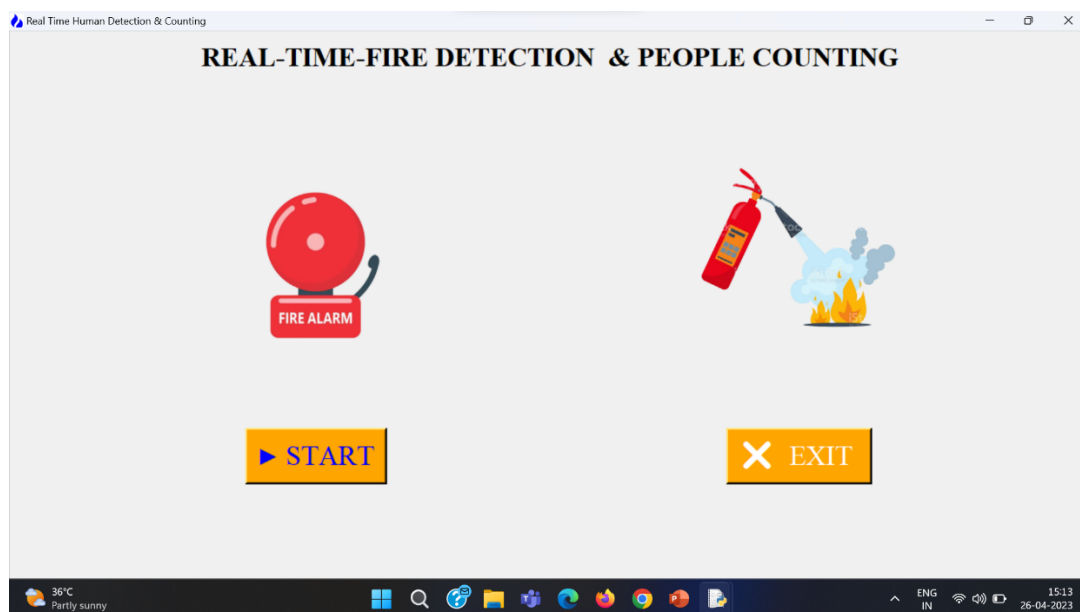 Real Time Human Detection & Counting
REAL-TIME-FIRE DETECTION & PEOPLE COUNTING
FIRE ALARM
► START
EXIT
36°C
Partly sunny
ENG
IN
15:13
26-04-2023